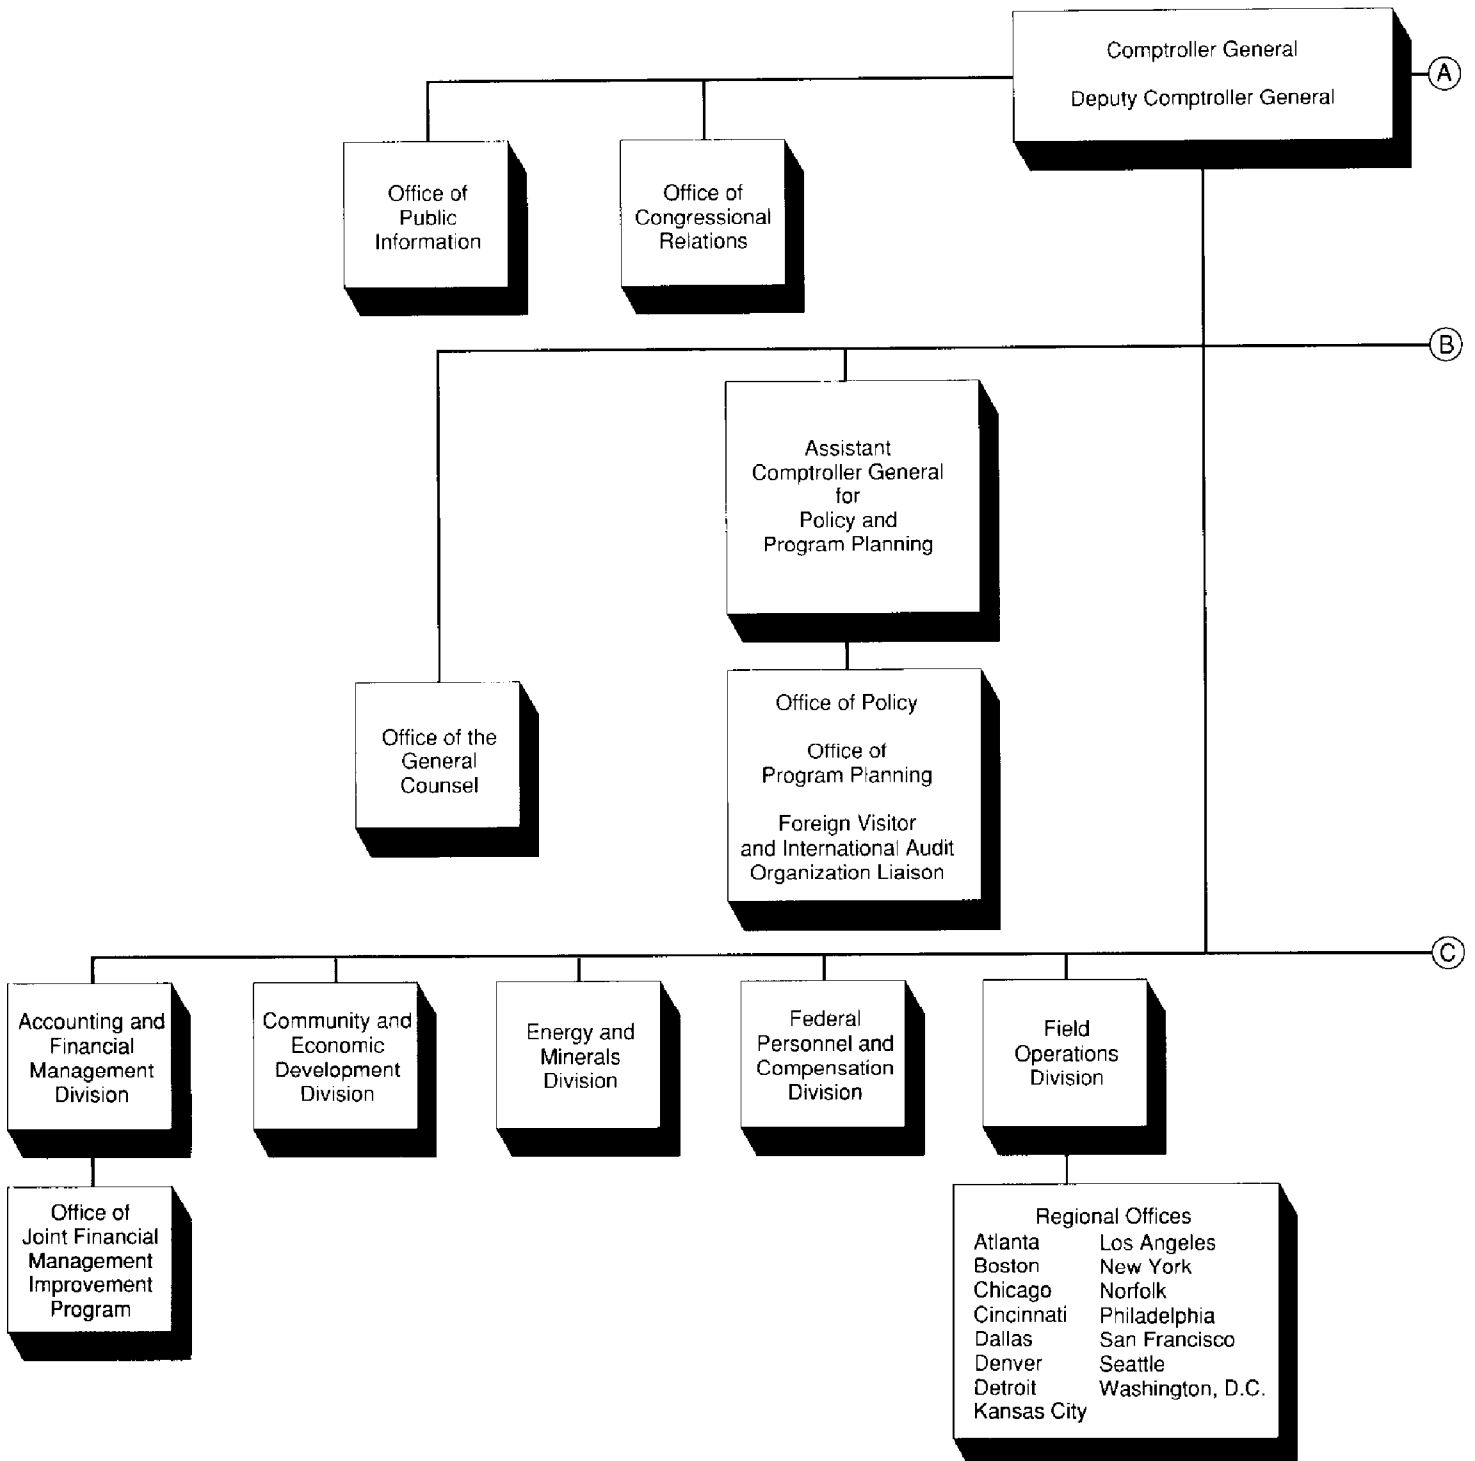 Comptroller General
Deputy Comptroller General
A
Office of
Public
Information
Office of
Congressional
Relations
B
Assistant
Comptroller General
for
Policy and
Program Planning
Office of the
General
Counsel
Office of Policy
Office of
Program Planning
Foreign Visitor
and International Audit
Organization Liaison
C
Accounting and
Financial
Management
Division
Community and
Economic
Development
Division
Energy and
Minerals
Division
Federal
Personnel and
Compensation
Division
Field
Operations
Division
Office of
Joint Financial
Management
Improvement
Program
Regional Offices
Atlanta Los Angeles
Boston New York
Chicago Norfolk
Cincinnati Philadelphia
Dallas San Francisco
Denver Seattle
Detroit Washington, D.C.
Kansas City